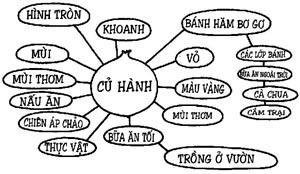 HÌNH TRÒN
KHOANH
BÁNH HĂM BƠ GƠ
MÙI
VỎ
CÁC LỚP BÁNH
MÙI THƠM
CỦ HÀNH
MÀU VÀNG
BỮA ĂN NGOÀI TRỜI
NẤU ĂN
CÀ CHUA
CHIÊN ÁP CHẢO
MÙI THƠM
CẮM TRẠI
THỰC VẬT
BỮA ĂN TỐI
TRỒNG Ở VƯỜN